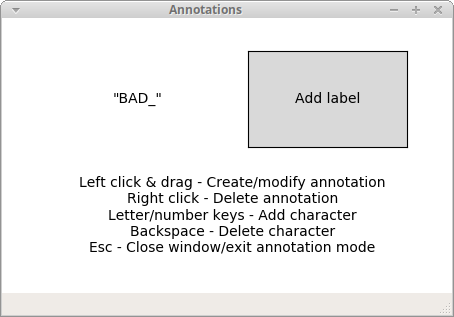 Annotations
"BAD_"
Add label
Left click & drag - Create/modify annotation
Right click - Delete annotation
Letter/number keys - Add character
Backspace - Delete character
Esc - Close window/exit annotation mode